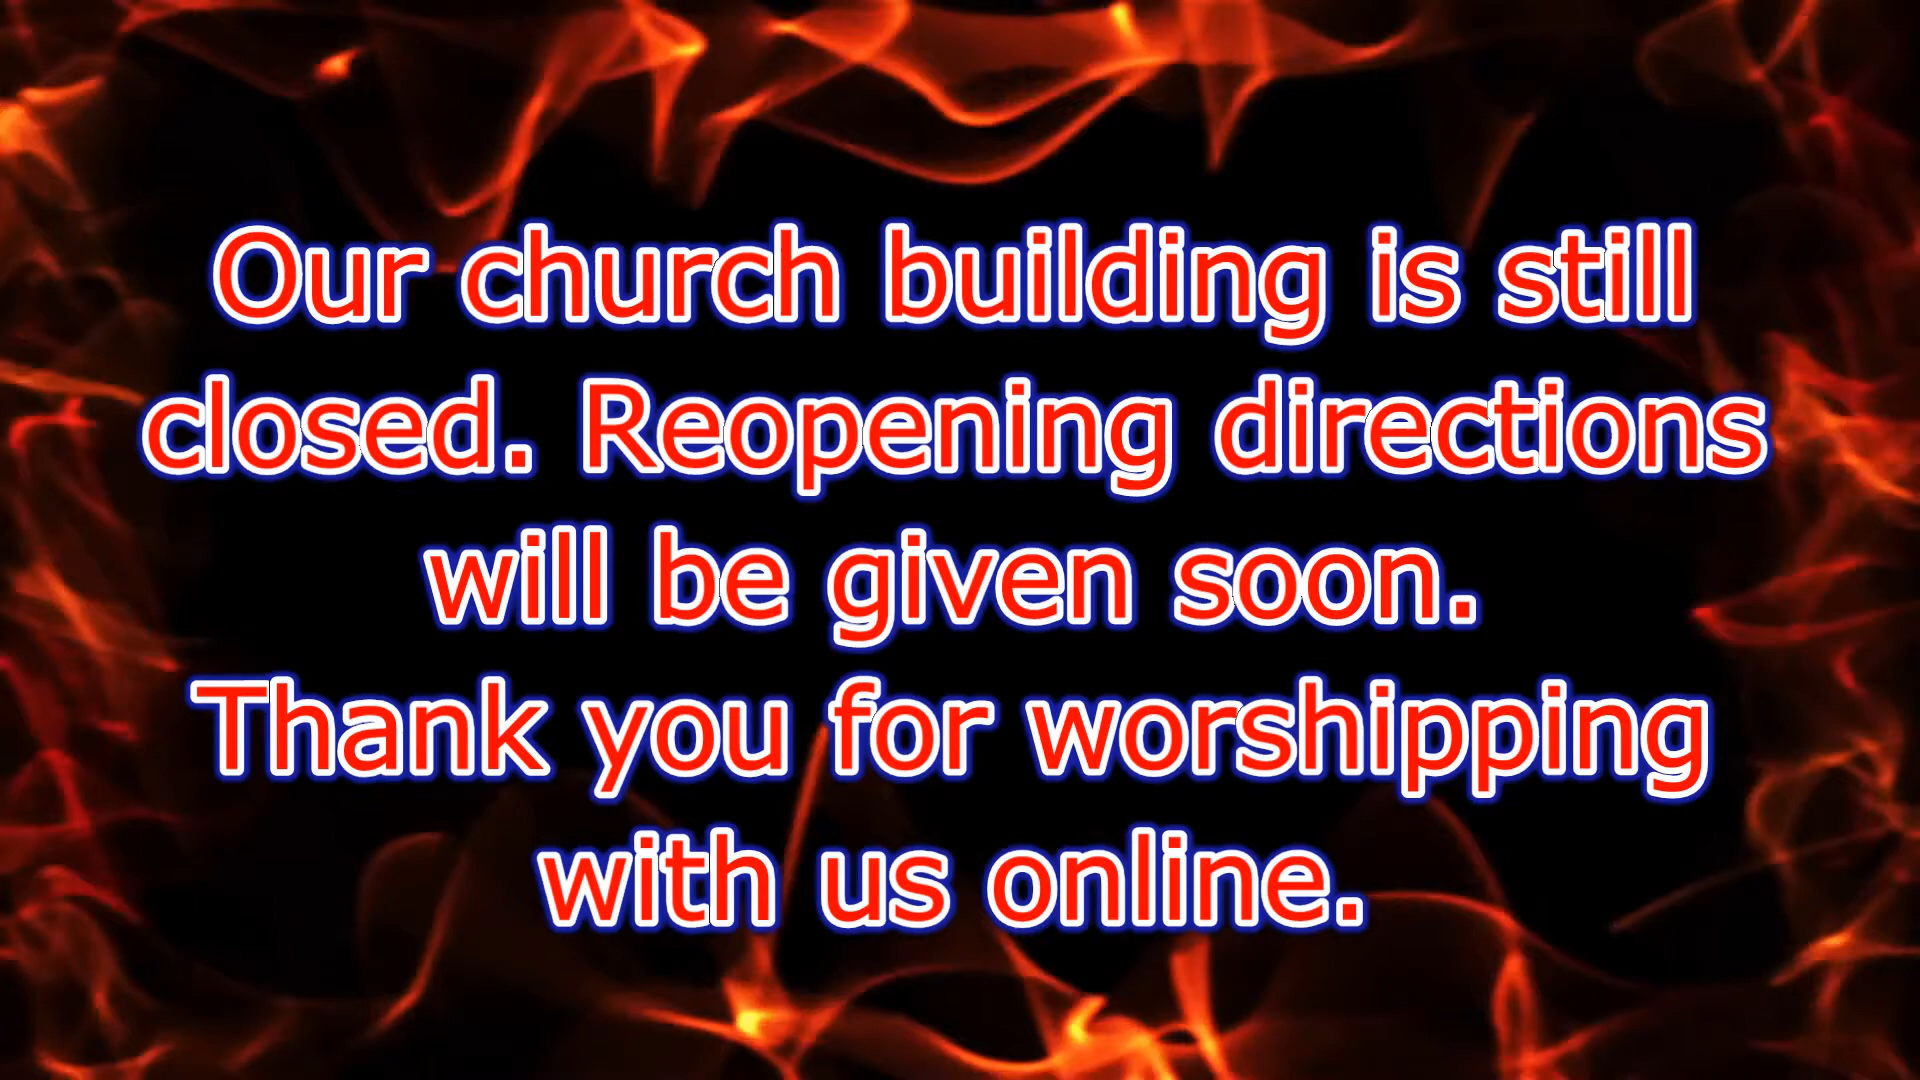 Our church building is still
closed. Reopening directions
will be given soon.
Thank you for worshipping
with us online.